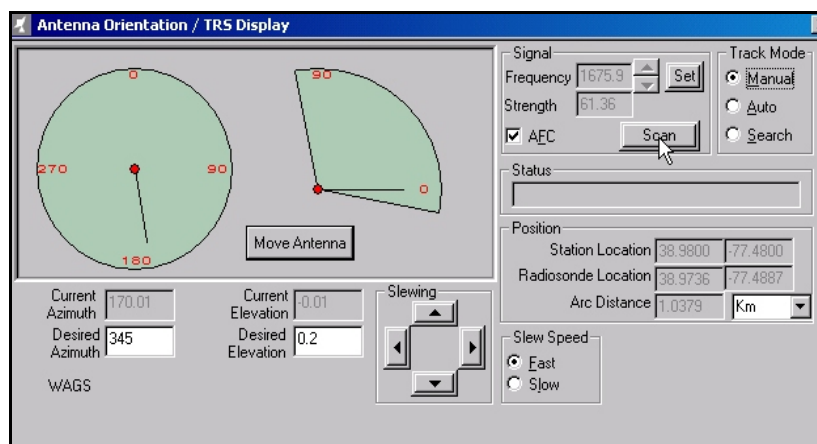 Antenna Orientation / TRS Display
0
270
90
180
90
0
Move Antenna
Signal
Frequency 1675.9 Set
Strength 61.36
AFC Scan
Track Mode
Manual
Auto
Search
Status
Position
Station Location 38.9800 -77.4800
Radiosonde Location 38.9736 -77.4887
Arc Distance 1.0379 Km
Current Azimuth 170.01
Current Elevation -0.01
Desired Azimuth 345
Desired Elevation 0.2
WAGS
Slewing
Slew Speed
Fast
Slow